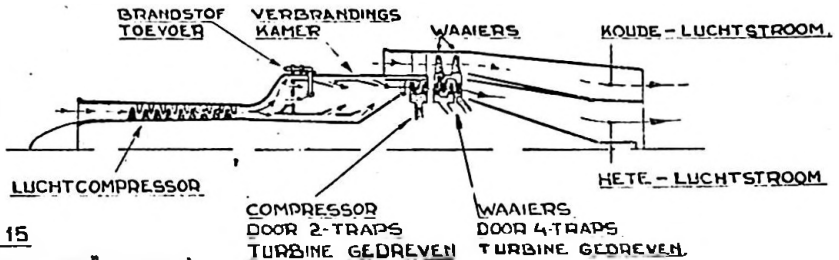 BRANDSTOF
TOEVOER
VERBRANDINGS
KAMER
WAAIERS
KOUDE-LUCHTSTROOM.
LUCHTCOMPRESSOR
COMPRESSOR
DOOR 2-TRAPS
TURBINE GEDREVEN
WAAIERS
DOOR 4-TRAPS
TURBINE GEDREVEN.
HETE-LUCHTSTROOM
15